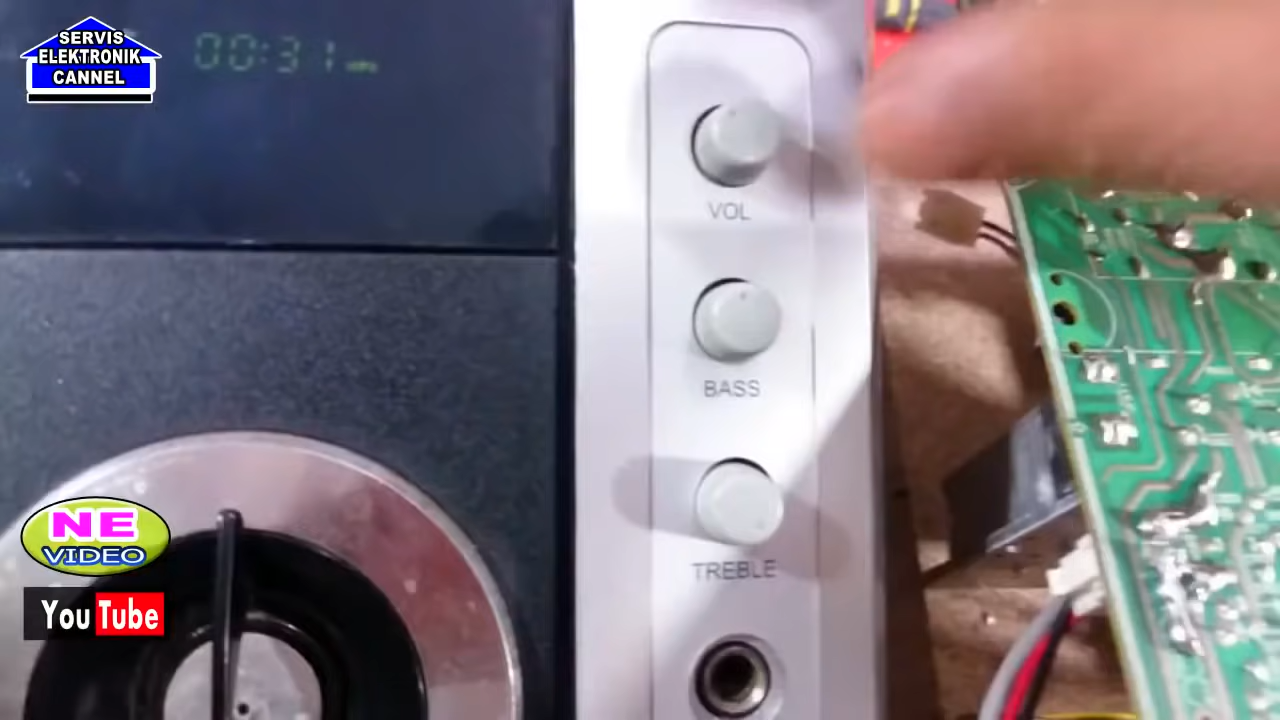 SERVIS
ELEKTRONIK
CANNEL
00:31
VOL
BASS
TREBLE
NE
VIDEO
YouTube